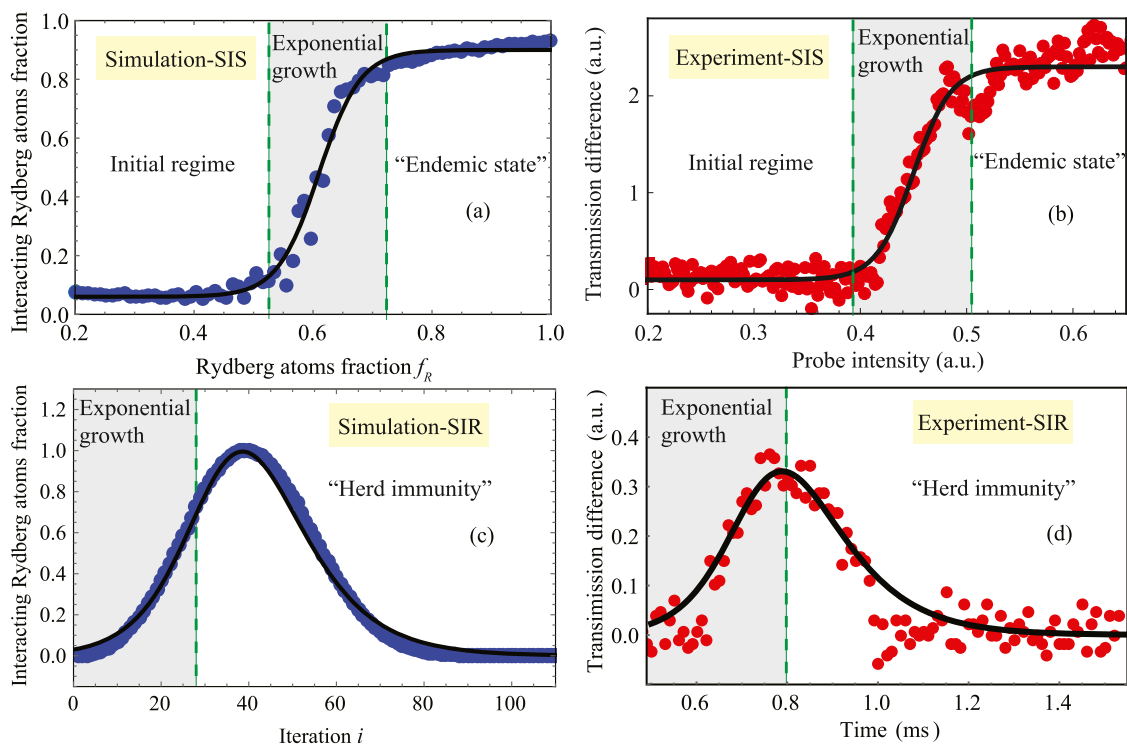 Interacting Rydberg atoms fraction
1.0
0.8
0.6
0.4
0.2
0.0
Simulation-SIS
Exponential
growth
Initial regime
“Endemic state”
(a)
0.2 0.4 0.6 0.8 1.0
Rydberg atoms fraction f_R
Transmission difference (a.u.)
2
1
0
Experiment-SIS
Exponential
growth
Initial regime
“Endemic state”
(b)
0.2 0.3 0.4 0.5 0.6
Probe intensity (a.u.)
Interacting Rydberg atoms fraction
1.2
1.0
0.8
0.6
0.4
0.2
0.0
Exponential
growth
Simulation-SIR
“Herd immunity”
(c)
0 20 40 60 80 100
Iteration i
Transimission difference (a.u.)
0.4
0.3
0.2
0.1
0.0
Exponential
growth
Experiment-SIR
“Herd immunity”
(d)
0.6 0.8 1.0 1.2 1.4
Time (ms)